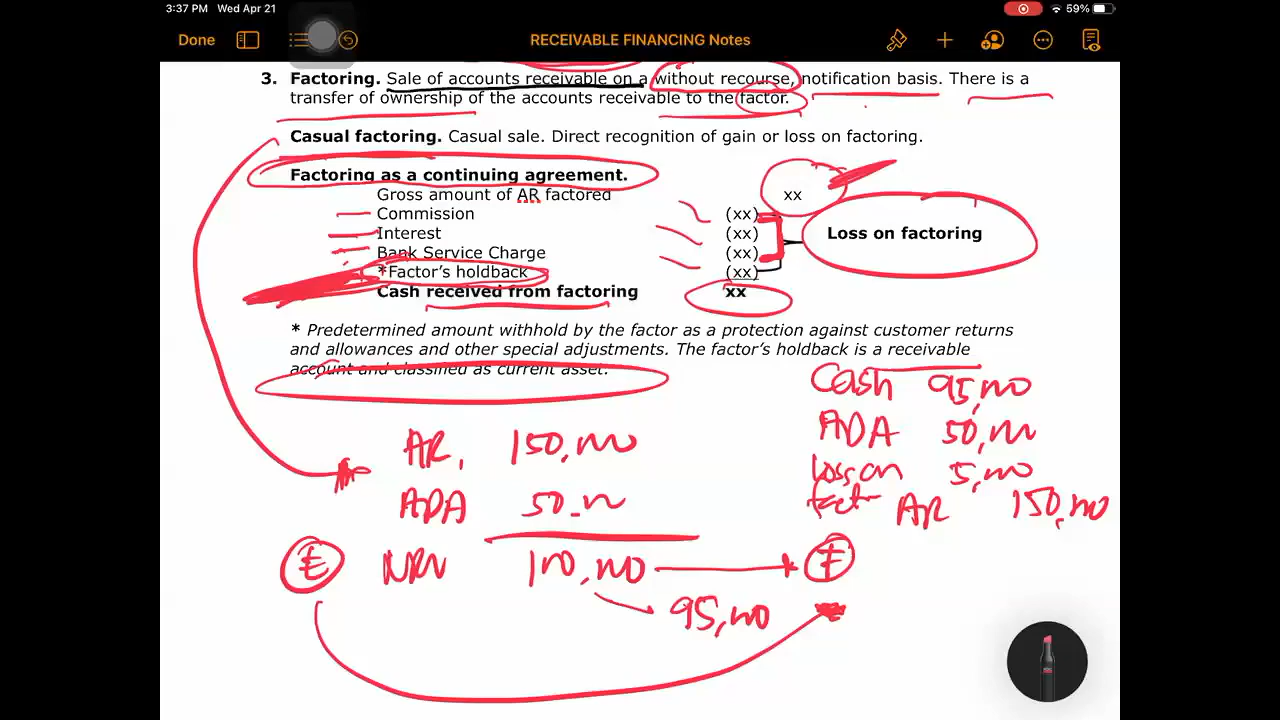 3:37 PM Wed Apr 21
59%
Done
RECEIVABLE FINANCING Notes
3. Factoring. Sale of accounts receivable on a without recourse, notification basis. There is a
transfer of ownership of the accounts receivable to the factor.
Casual factoring. Casual sale. Direct recognition of gain or loss on factoring.
Factoring as a continuing agreement.
Gross amount of AR factored xx
Commission (xx)
Interest (xx)
Bank Service Charge (xx)
*Factor's holdback (xx)
Cash received from factoring xx
Loss on factoring
* Predetermined amount withhold by the factor as a protection against customer returns
and allowances and other special adjustments. The factor's holdback is a receivable
account and classified as current asset.
Cash 95,000
ADA 50,000
Loss on 5,000
factor
AR 150,000
AR, 150,000
ADA 50,000
NRV 100,000
95,000